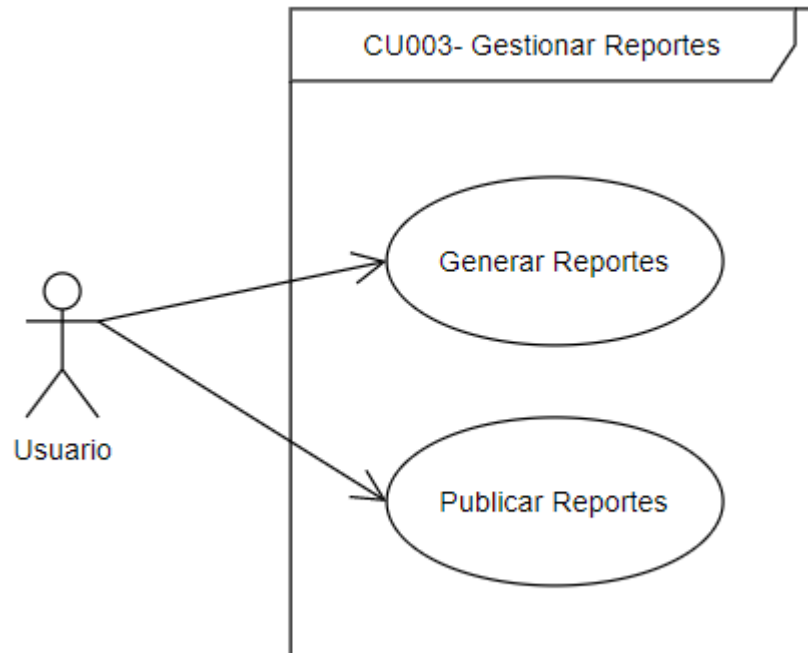 CU003- Gestionar Reportes
Generar Reportes
Usuario
Publicar Reportes